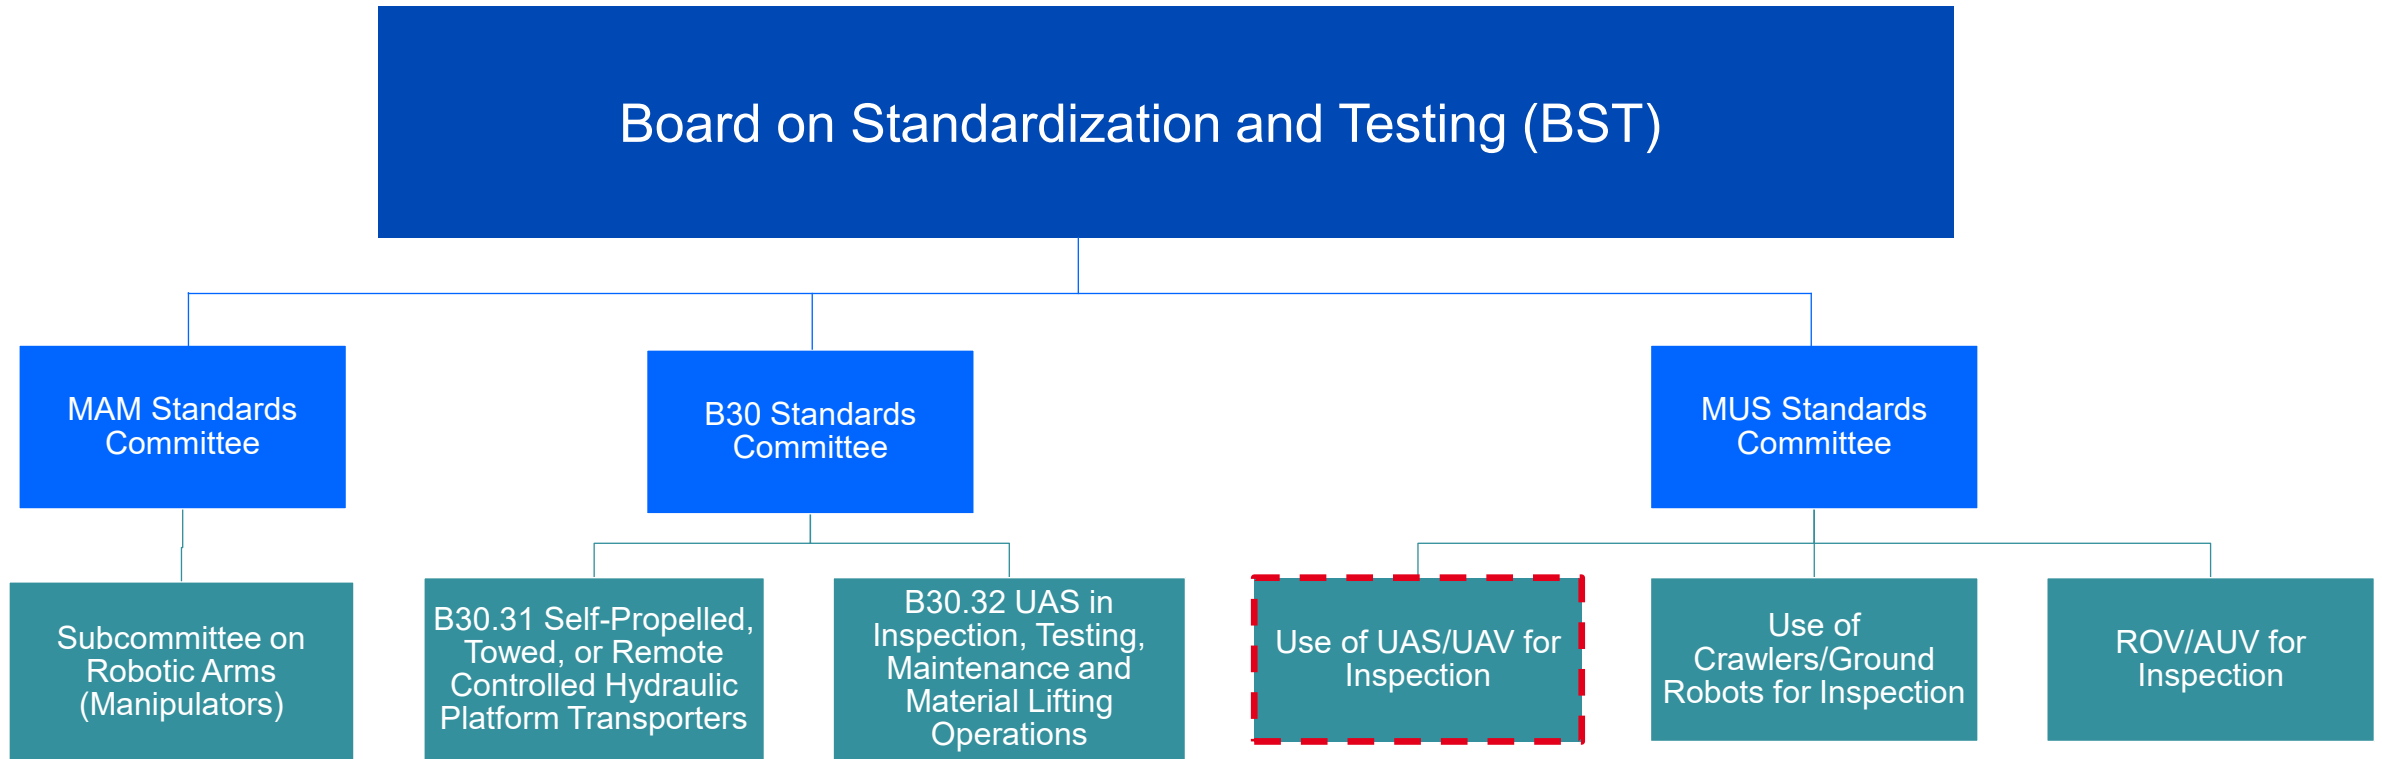 Board on Standardization and Testing (BST)
MAM Standards
Committee
B30 Standards
Committee
MUS Standards
Committee
Subcommittee on
Robotic Arms
(Manipulators)
B30.31 Self-Propelled,
Towed, or Remote
Controlled Hydraulic
Platform Transporters
B30.32 UAS in
Inspection, Testing,
Maintenance and
Material Lifting
Operations
Use of UAS/UAV for
Inspection
Use of
Crawlers/Ground
Robots for Inspection
ROV/AUV for
Inspection